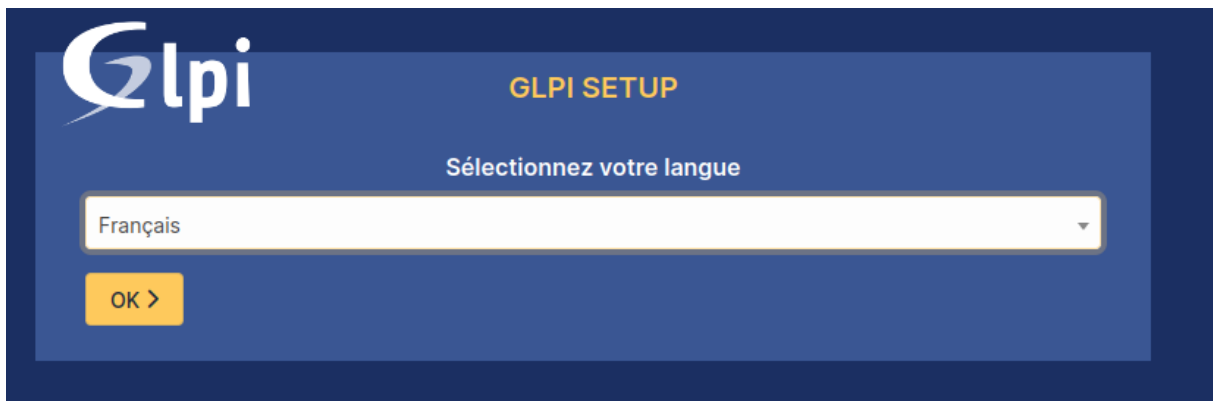 Glpi
GLPI SETUP
Sélectionnez votre langue
Français
OK >